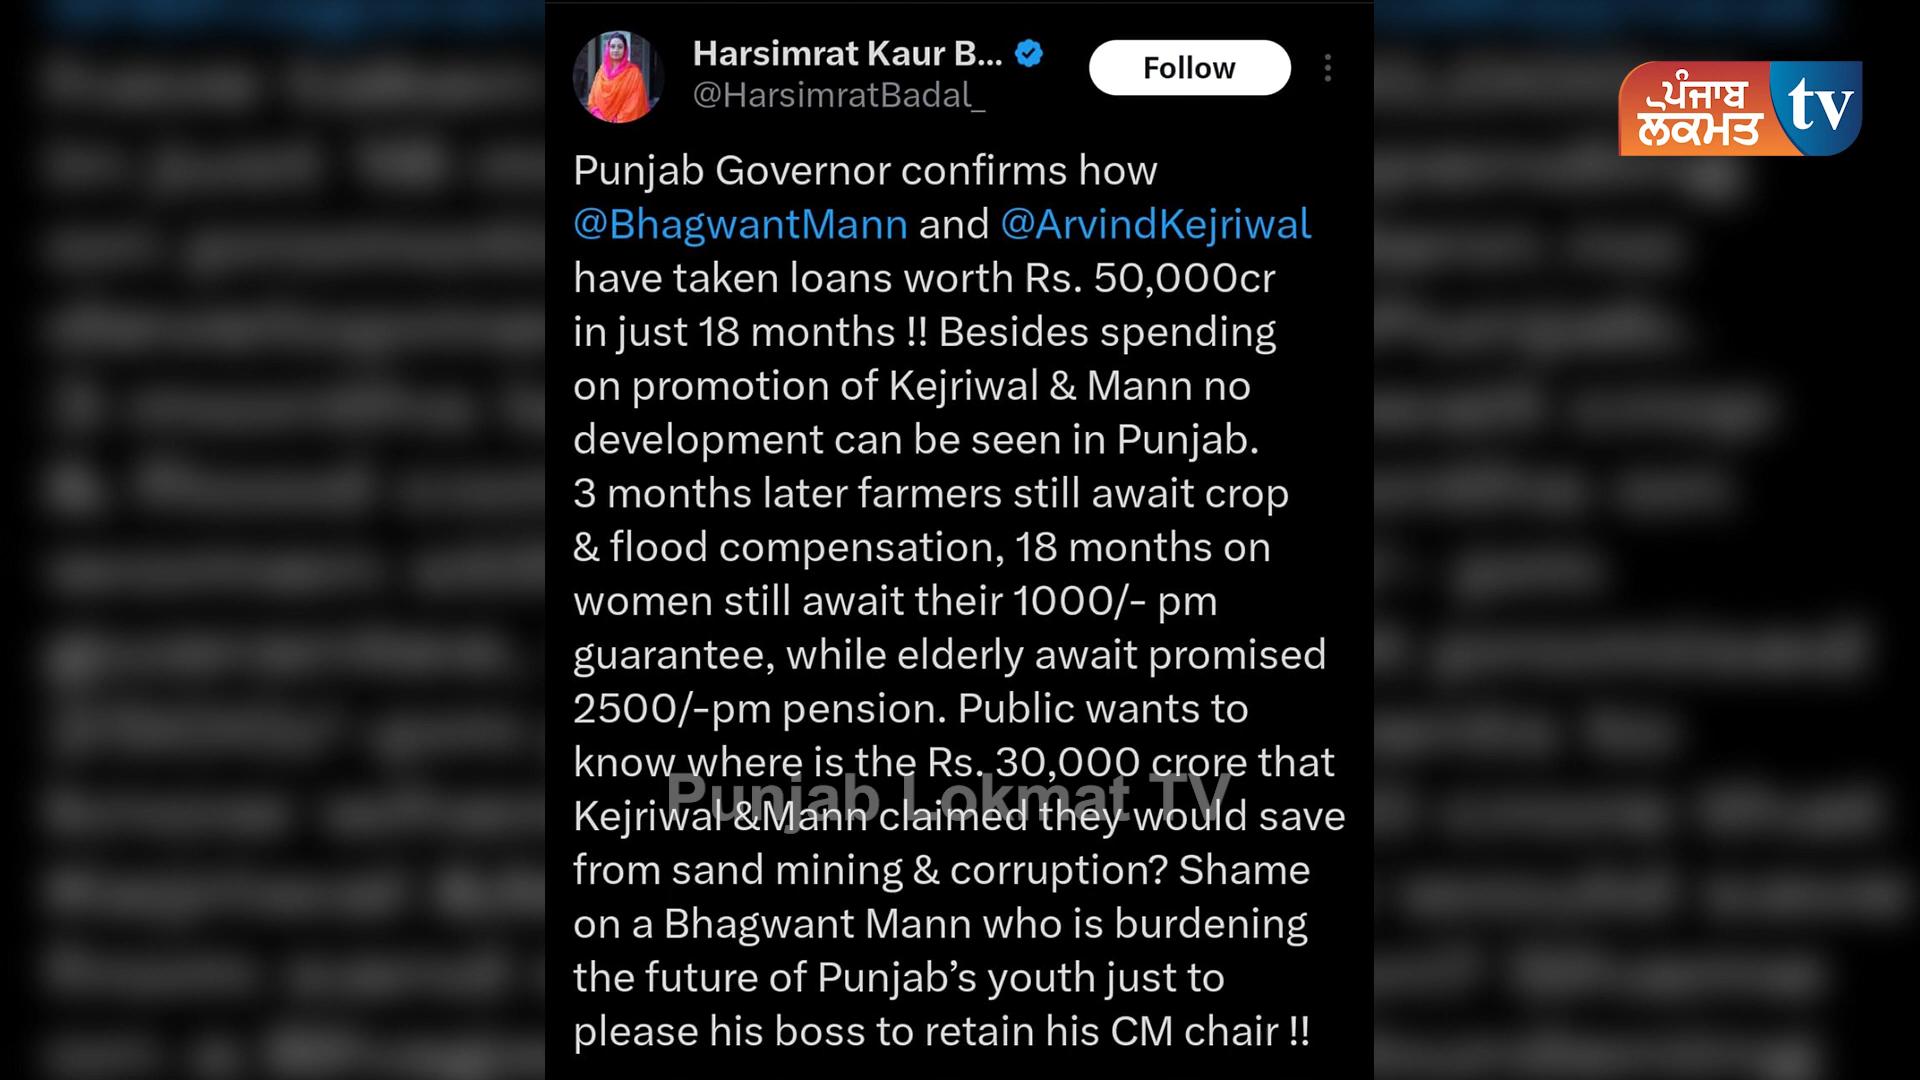 Harsimrat Kaur B...
@HarsimratBadal_
Follow
ਪੰਜਾਬ
ਲੋਕਮਤ
tv
Punjab Governor confirms how
@BhagwantMann and @ArvindKejriwal
have taken loans worth Rs. 50,000cr
in just 18 months !! Besides spending
on promotion of Kejriwal & Mann no
development can be seen in Punjab.
3 months later farmers still await crop
& flood compensation, 18 months on
women still await their 1000/- pm
guarantee, while elderly await promised
2500/-pm pension. Public wants to
know where is the Rs. 30,000 crore that
Punjab Lokmat TV
Kejriwal &Mann claimed they would save
from sand mining & corruption? Shame
on a Bhagwant Mann who is burdening
the future of Punjab’s youth just to
please his boss to retain his CM chair !!